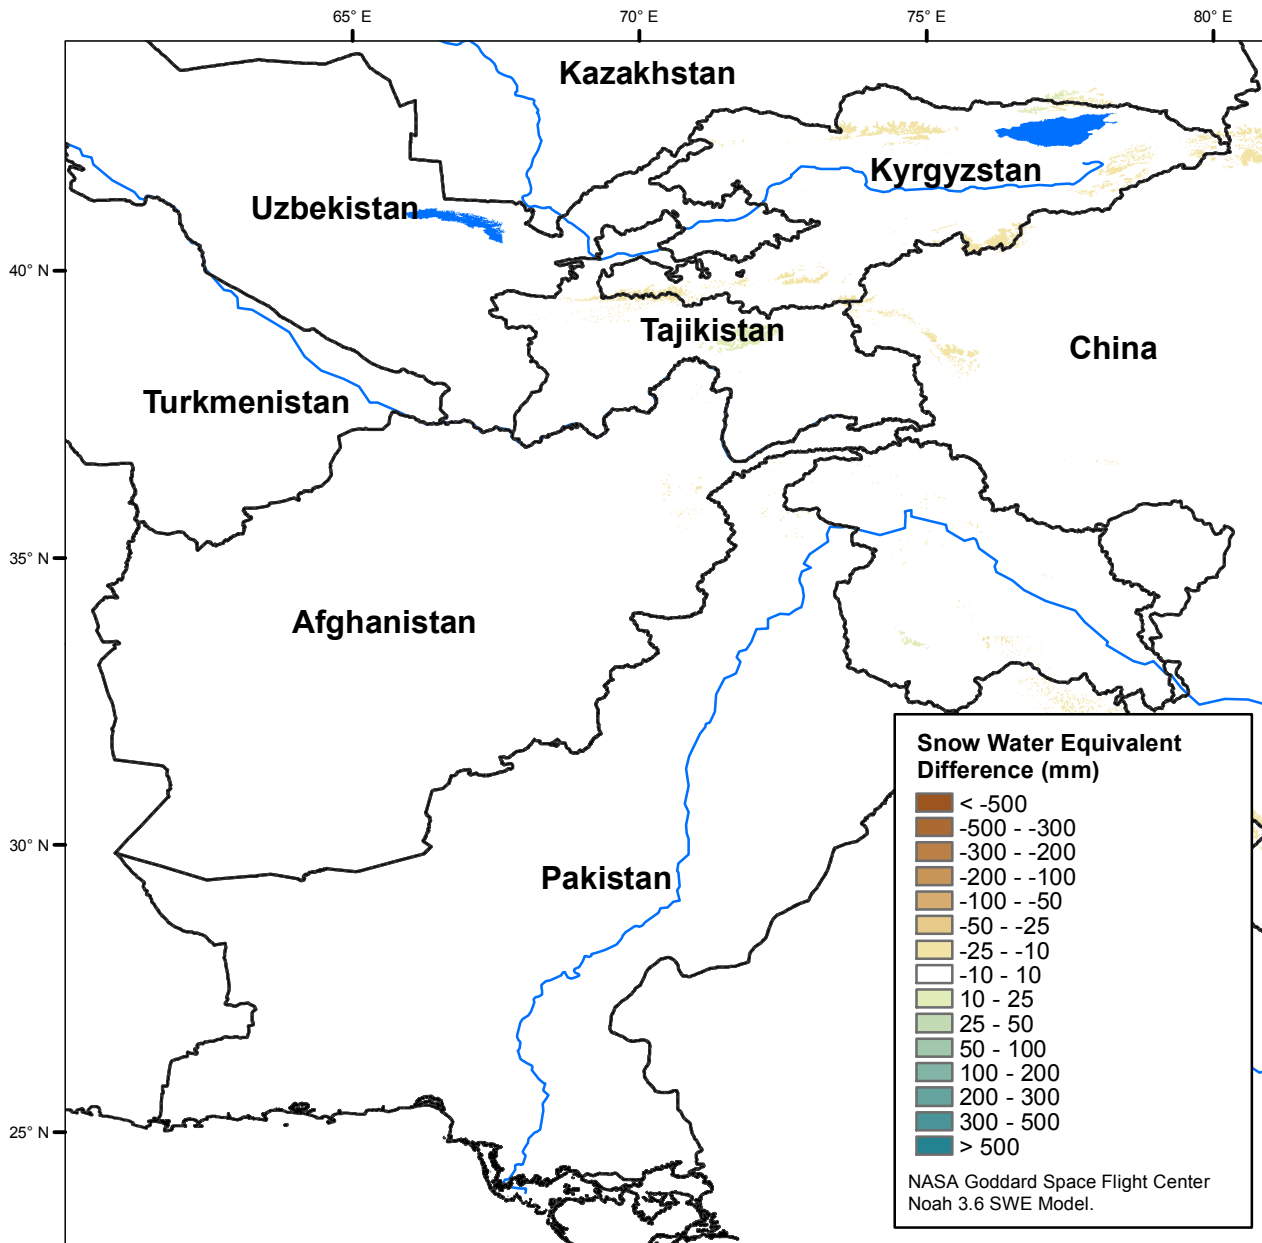 65° E
70° E
75° E
80° E
Kazakhstan
Kyrgyzstan
Uzbekistan
40° N
Tajikistan
China
Turkmenistan
35° N
Afghanistan
30° N
Pakistan
25° N
Snow Water Equivalent
Difference (mm)
< -500
-500 - -300
-300 - -200
-200 - -100
-100 - -50
-50 - -25
-25 - -10
-10 - 10
10 - 25
25 - 50
50 - 100
100 - 200
200 - 300
300 - 500
> 500
NASA Goddard Space Flight Center
Noah 3.6 SWE Model.